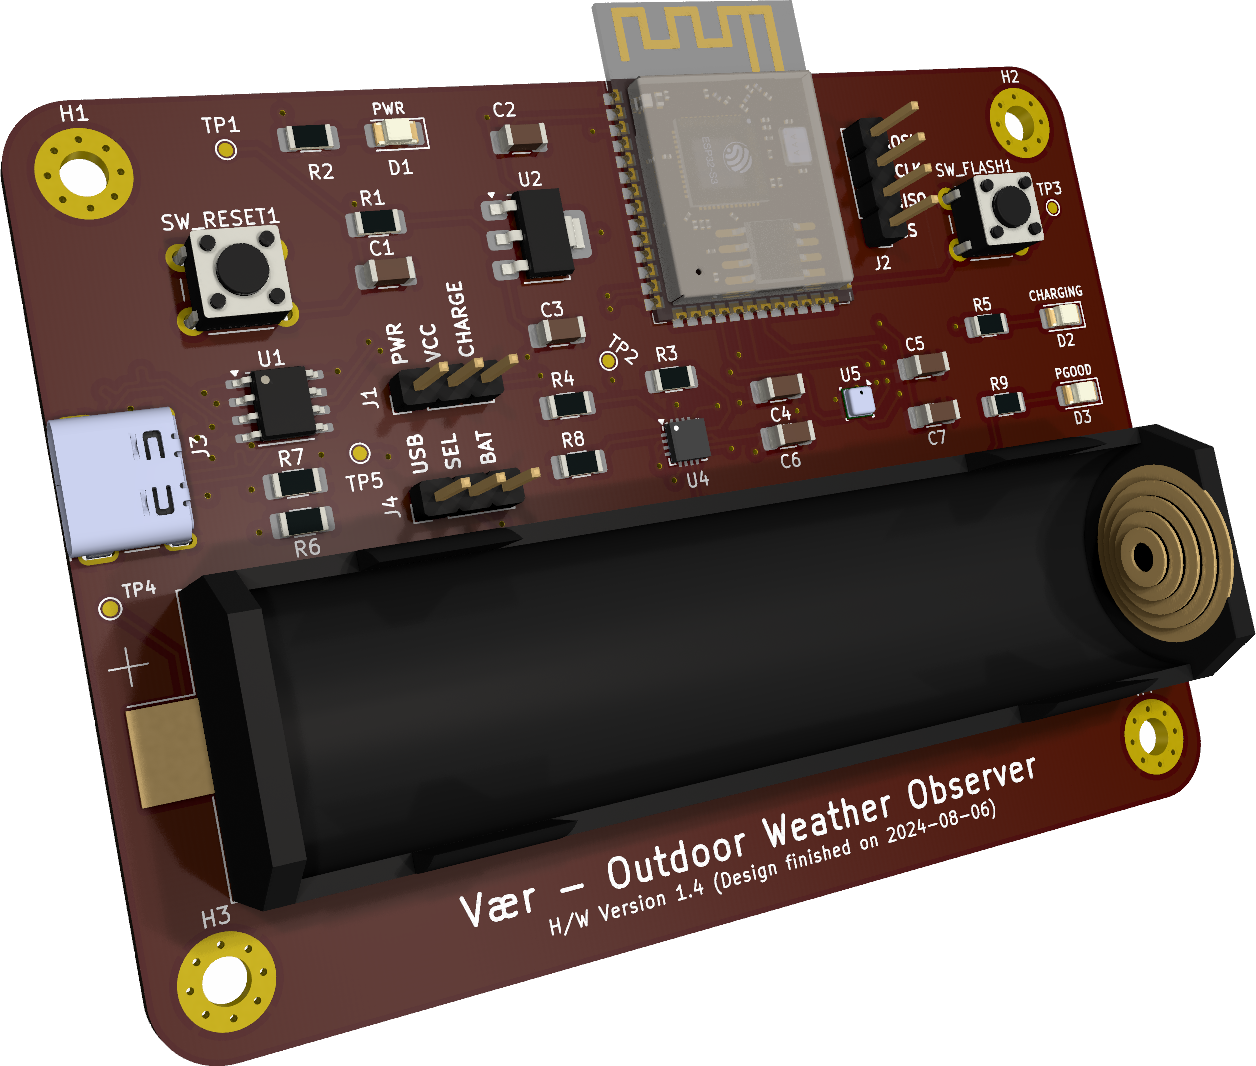 H1
TP1
R2
PWR
D1
C2
H2
SW_RESET1
R1
C1
U2
CLK
CS
J2
SW_FLASH1
TP3
U1
PWR
VCC
CHARGE
J1
C3
TP2
R3
R4
R5
CHARGING
D2
C5
U5
R9
PGOOD
D3
C4
C6
C7
U4
J3
R7
TP5
USB
SEL
BAT
J4
R8
R6
TP4
+
Vær – Outdoor Weather Observer
H/W Version 1.4 (Design finished on 2024-08-06)
H3